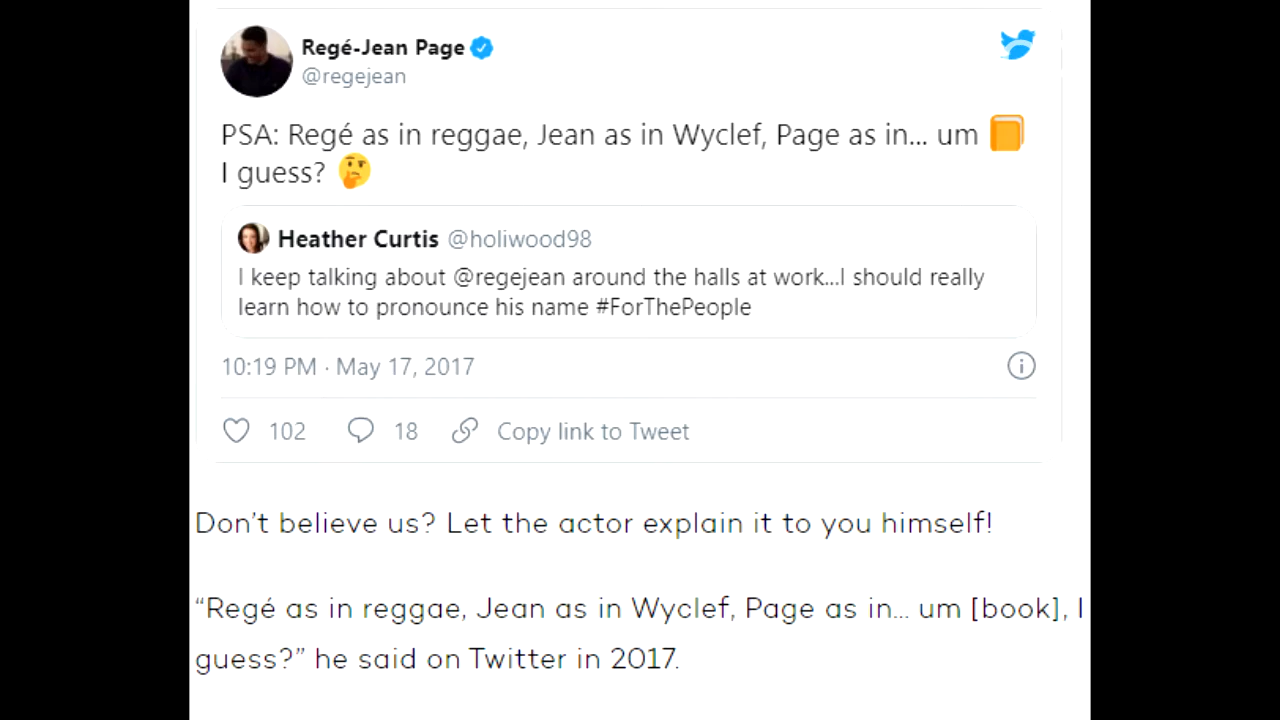 Regé-Jean Page
@regejean
PSA: Regé as in reggae, Jean as in Wyclef, Page as in... um 📙
I guess? 🤔
Heather Curtis @holiwood98
I keep talking about @regejean around the halls at work...I should really
learn how to pronounce his name #ForThePeople
10:19 PM · May 17, 2017
102 18 Copy link to Tweet
Don’t believe us? Let the actor explain it to you himself!
“Regé as in reggae, Jean as in Wyclef, Page as in... um [book], I
guess?” he said on Twitter in 2017.